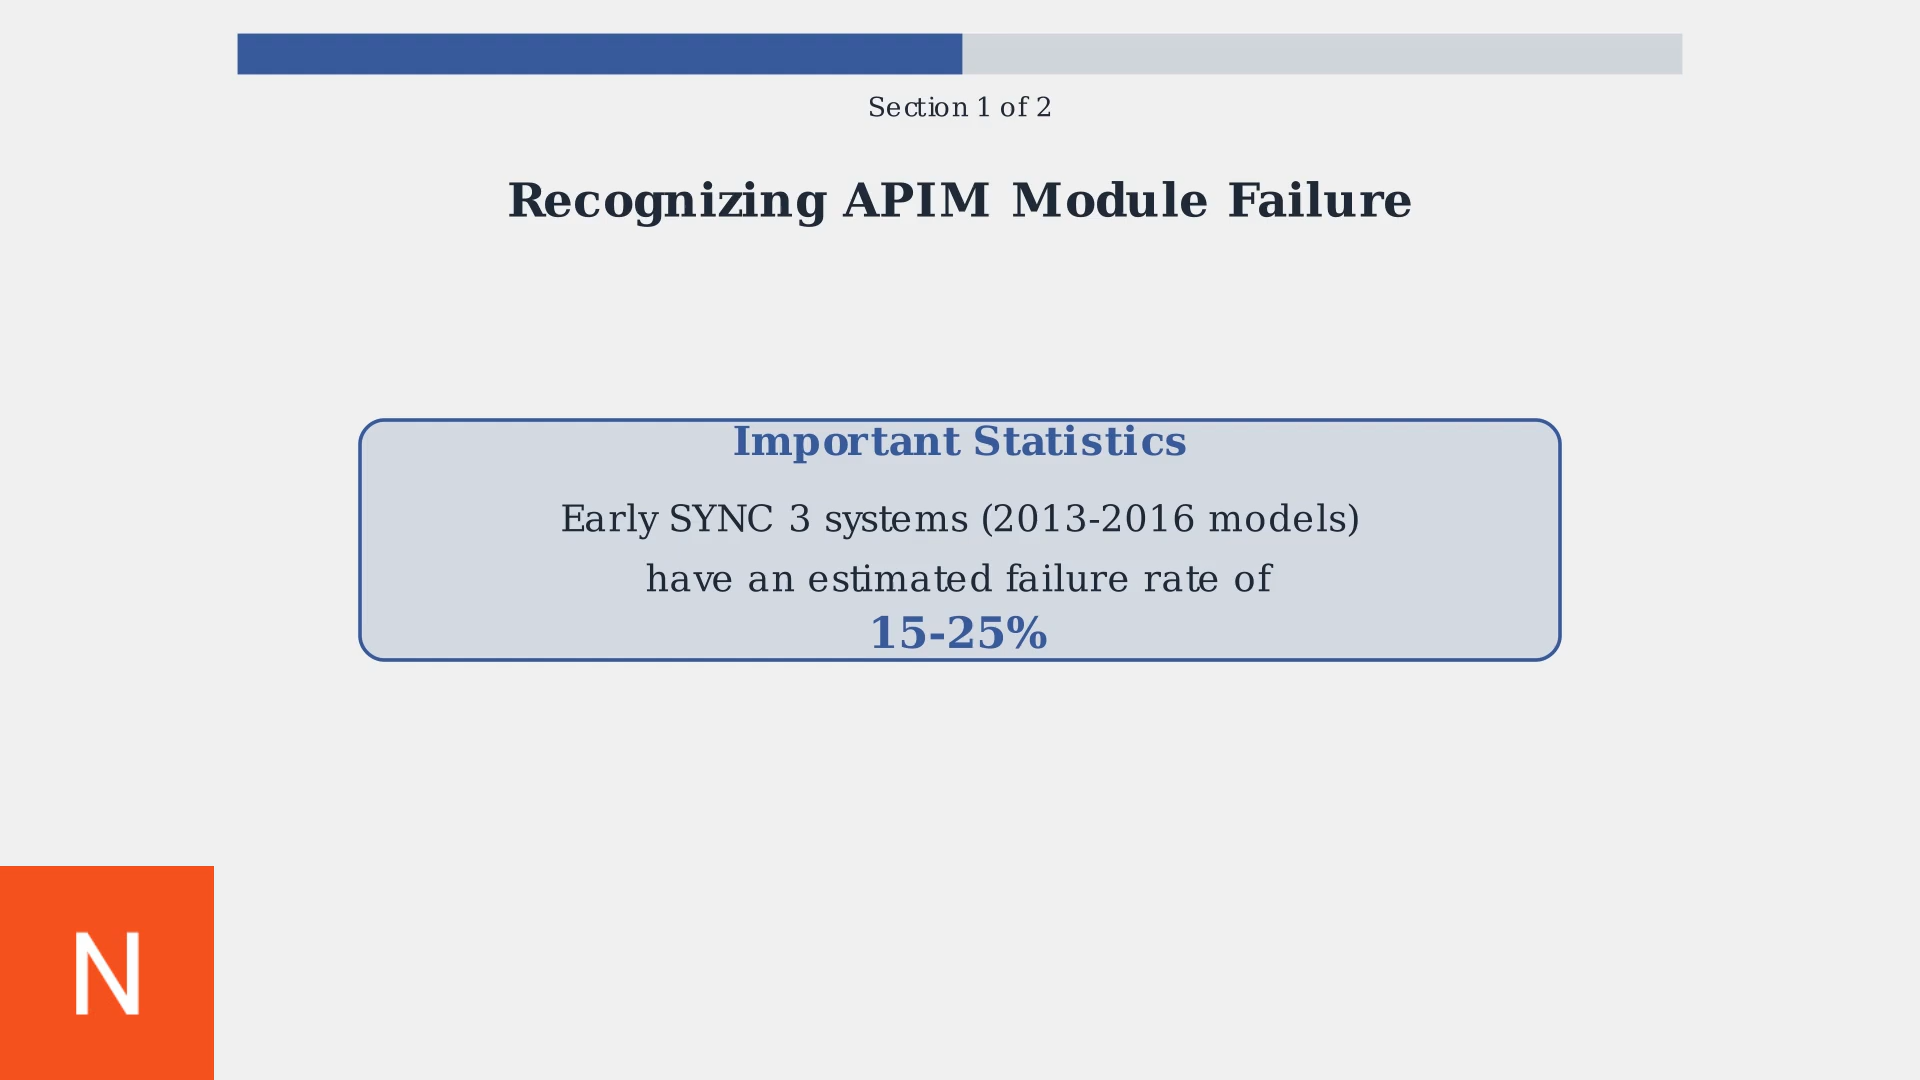 Section 1 of 2
Recognizing APIM Module Failure
Important Statistics
Early SYNC 3 systems (2013-2016 models)
have an estimated failure rate of
15-25%
N